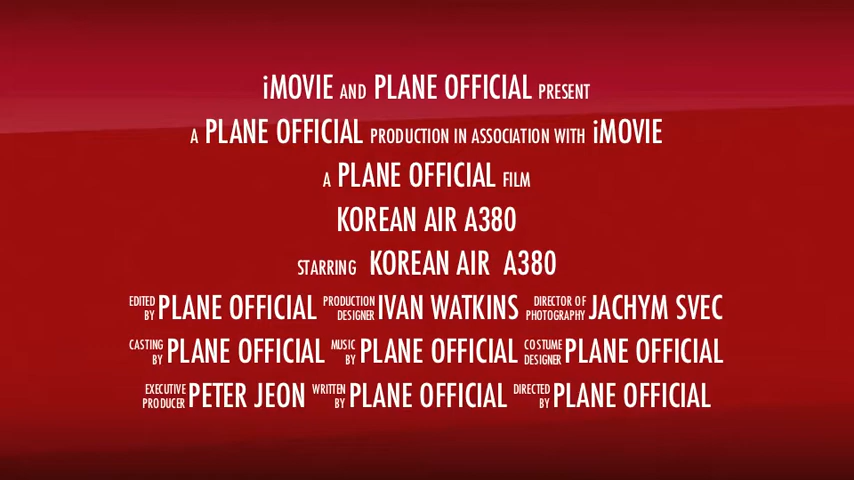 iMOVIE AND PLANE OFFICIAL PRESENT
A PLANE OFFICIAL PRODUCTION IN ASSOCIATION WITH iMOVIE
A PLANE OFFICIAL FILM
KOREAN AIR A380
STARRING KOREAN AIR A380
EDITED BY PLANE OFFICIAL PRODUCTION DESIGNER IVAN WATKINS DIRECTOR OF PHOTOGRAPHY JACHYM SVEC
CASTING BY PLANE OFFICIAL MUSIC BY PLANE OFFICIAL COSTUME DESIGNER PLANE OFFICIAL
EXECUTIVE PRODUCER PETER JEON WRITTEN BY PLANE OFFICIAL DIRECTED BY PLANE OFFICIAL